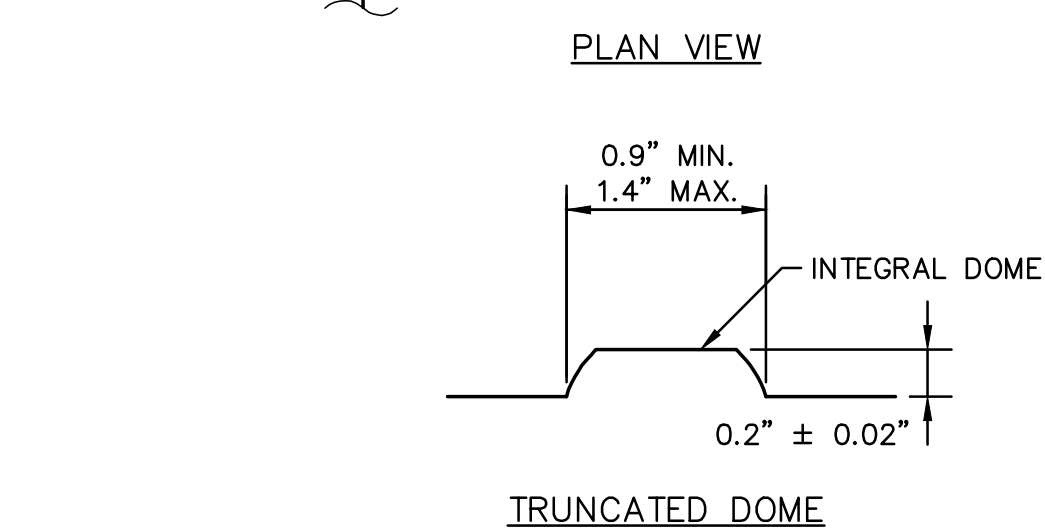 PLAN VIEW
0.9” MIN.
1.4” MAX.
INTEGRAL DOME
0.2” ± 0.02”
TRUNCATED DOME